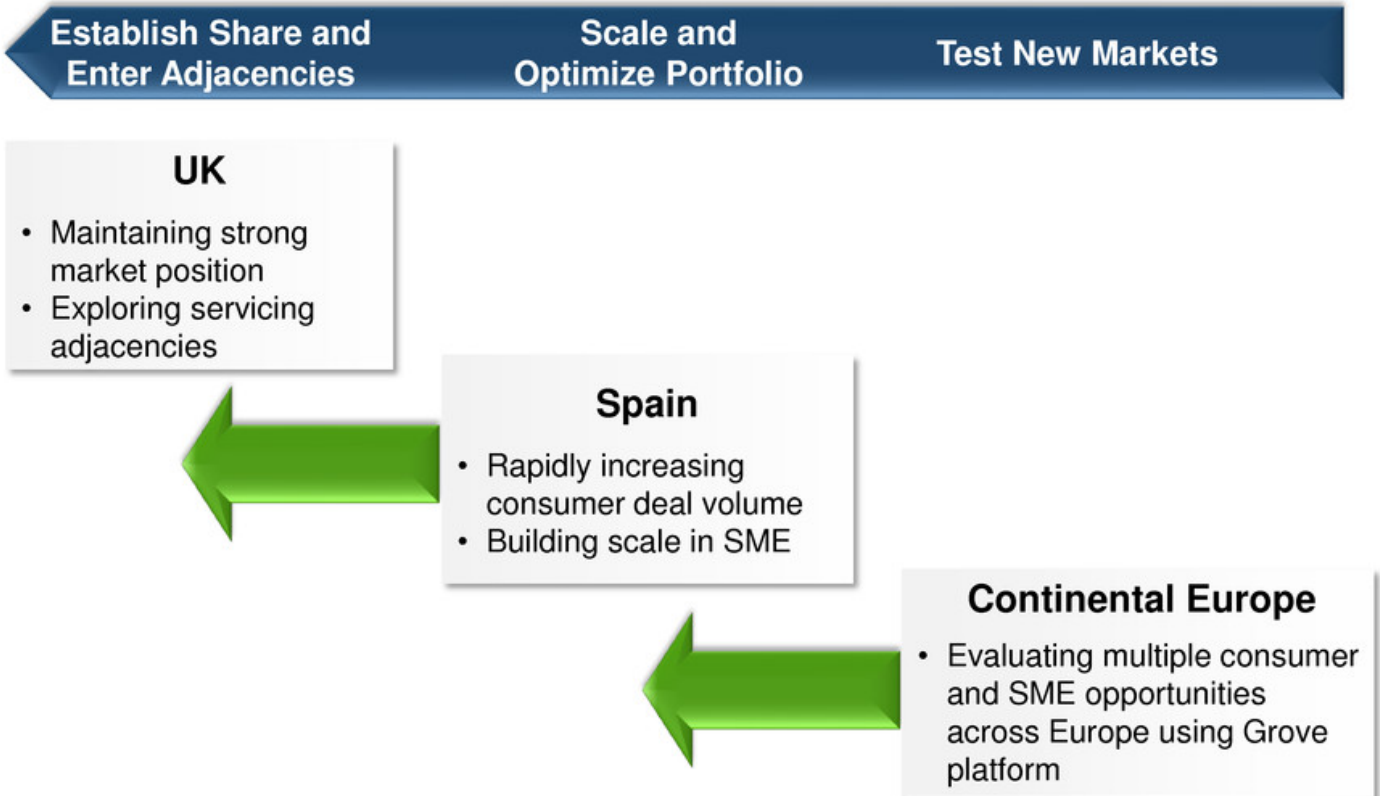 Establish Share and
Enter Adjacencies
Scale and
Optimize Portfolio
Test New Markets
UK
• Maintaining strong
market position
• Exploring servicing
adjacencies
Spain
• Rapidly increasing
consumer deal volume
• Building scale in SME
Continental Europe
• Evaluating multiple consumer
and SME opportunities
across Europe using Grove
platform